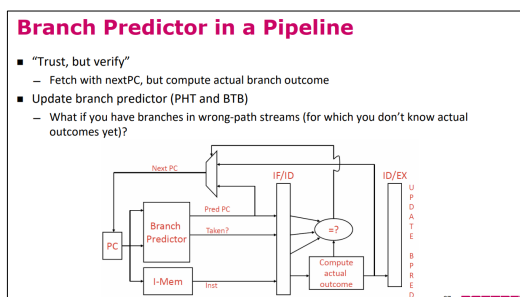 Branch Predictor in a Pipeline
"Trust, but verify"
– Fetch with nextPC, but compute actual branch outcome
Update branch predictor (PHT and BTB)
– What if you have branches in wrong-path streams (for which you don't know actual
outcomes yet)?
Next PC
IF/ID
ID/EX
Pred PC
Branch
Predictor
Taken?
=?
PC
I-Mem
Inst
Compute
actual
outcome
U
P
D
A
T
E
B
P
R
E
D